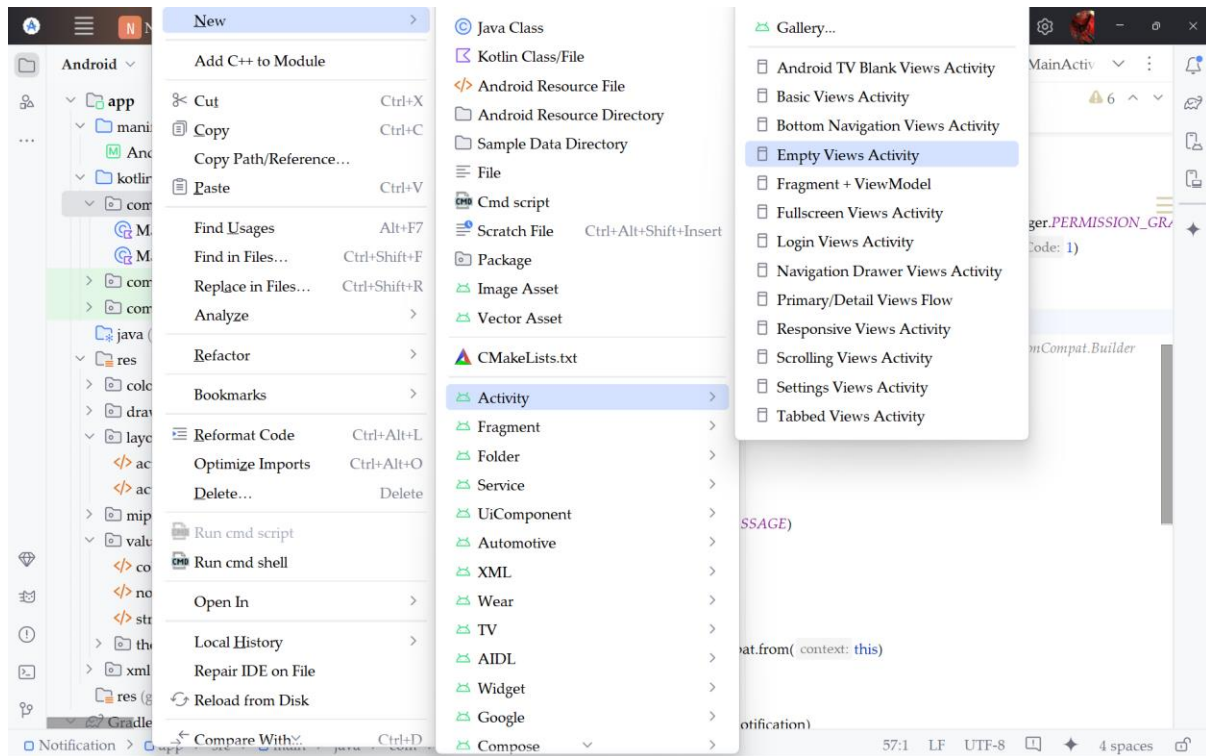 N
Android
app
kotlin
com
com
com
java
res
xml
res
Gradle
Notification
New
Add C++ to Module
Cut Ctrl+X
Copy Ctrl+C
Copy Path/Reference…
Paste Ctrl+V
Find Usages Alt+F7
Find in Files… Ctrl+Shift+F
Replace in Files… Ctrl+Shift+R
Analyze
Refactor
Bookmarks
Reformat Code Ctrl+Alt+L
Optimize Imports Ctrl+Alt+O
Delete… Delete
Run cmd script
Run cmd shell
Open In
Local History
Repair IDE on File
Reload from Disk
Compare With… Ctrl+D
Java Class
Kotlin Class/File
Android Resource File
Android Resource Directory
Sample Data Directory
File
Cmd script
Scratch File Ctrl+Alt+Shift+Insert
Package
Image Asset
Vector Asset
CMakeLists.txt
Activity
Fragment
Folder
Service
UiComponent
Automotive
XML
Wear
TV
AIDL
Widget
Google
Compose
Gallery...
Android TV Blank Views Activity
Basic Views Activity
Bottom Navigation Views Activity
Empty Views Activity
Fragment + ViewModel
Fullscreen Views Activity
Login Views Activity
Navigation Drawer Views Activity
Primary/Detail Views Flow
Responsive Views Activity
Scrolling Views Activity
Settings Views Activity
Tabbed Views Activity
MainActiv
6
ger.PERMISSION_GRA
Code: 1)
onCompat.Builder
SSAGE)
pat.from( context: this)
otification)
57:1 LF UTF-8 4 spaces